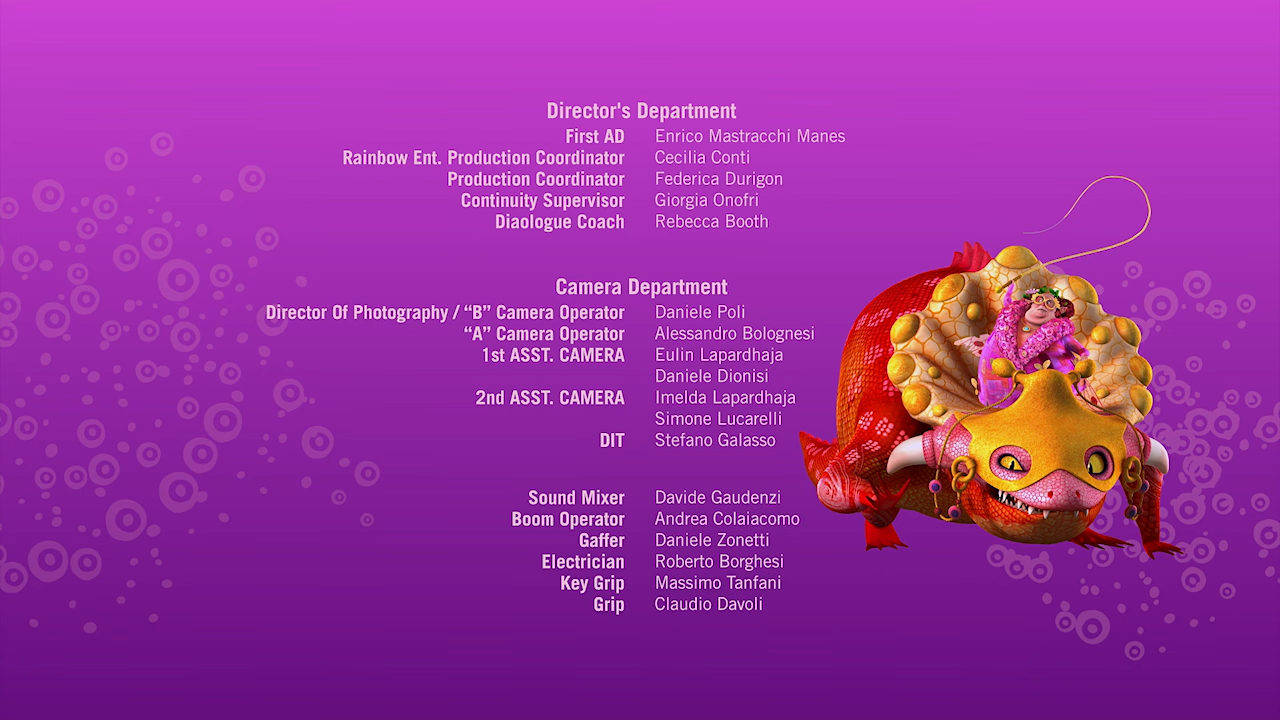 Director's Department
First AD Enrico Mastracchi Manes
Rainbow Ent. Production Coordinator Cecilia Conti
Production Coordinator Federica Durigon
Continuity Supervisor Giorgia Onofri
Diaologue Coach Rebecca Booth
Camera Department
Director Of Photography / “B” Camera Operator Daniele Poli
“A” Camera Operator Alessandro Bolognesi
1st ASST. CAMERA Eulin Lapardhaja
Daniele Dionisi
2nd ASST. CAMERA Imelda Lapardhaja
Simone Lucarelli
DIT Stefano Galasso
Sound Mixer Davide Gaudenzi
Boom Operator Andrea Colaiacomo
Gaffer Daniele Zonetti
Electrician Roberto Borghesi
Key Grip Massimo Tanfani
Grip Claudio Davoli